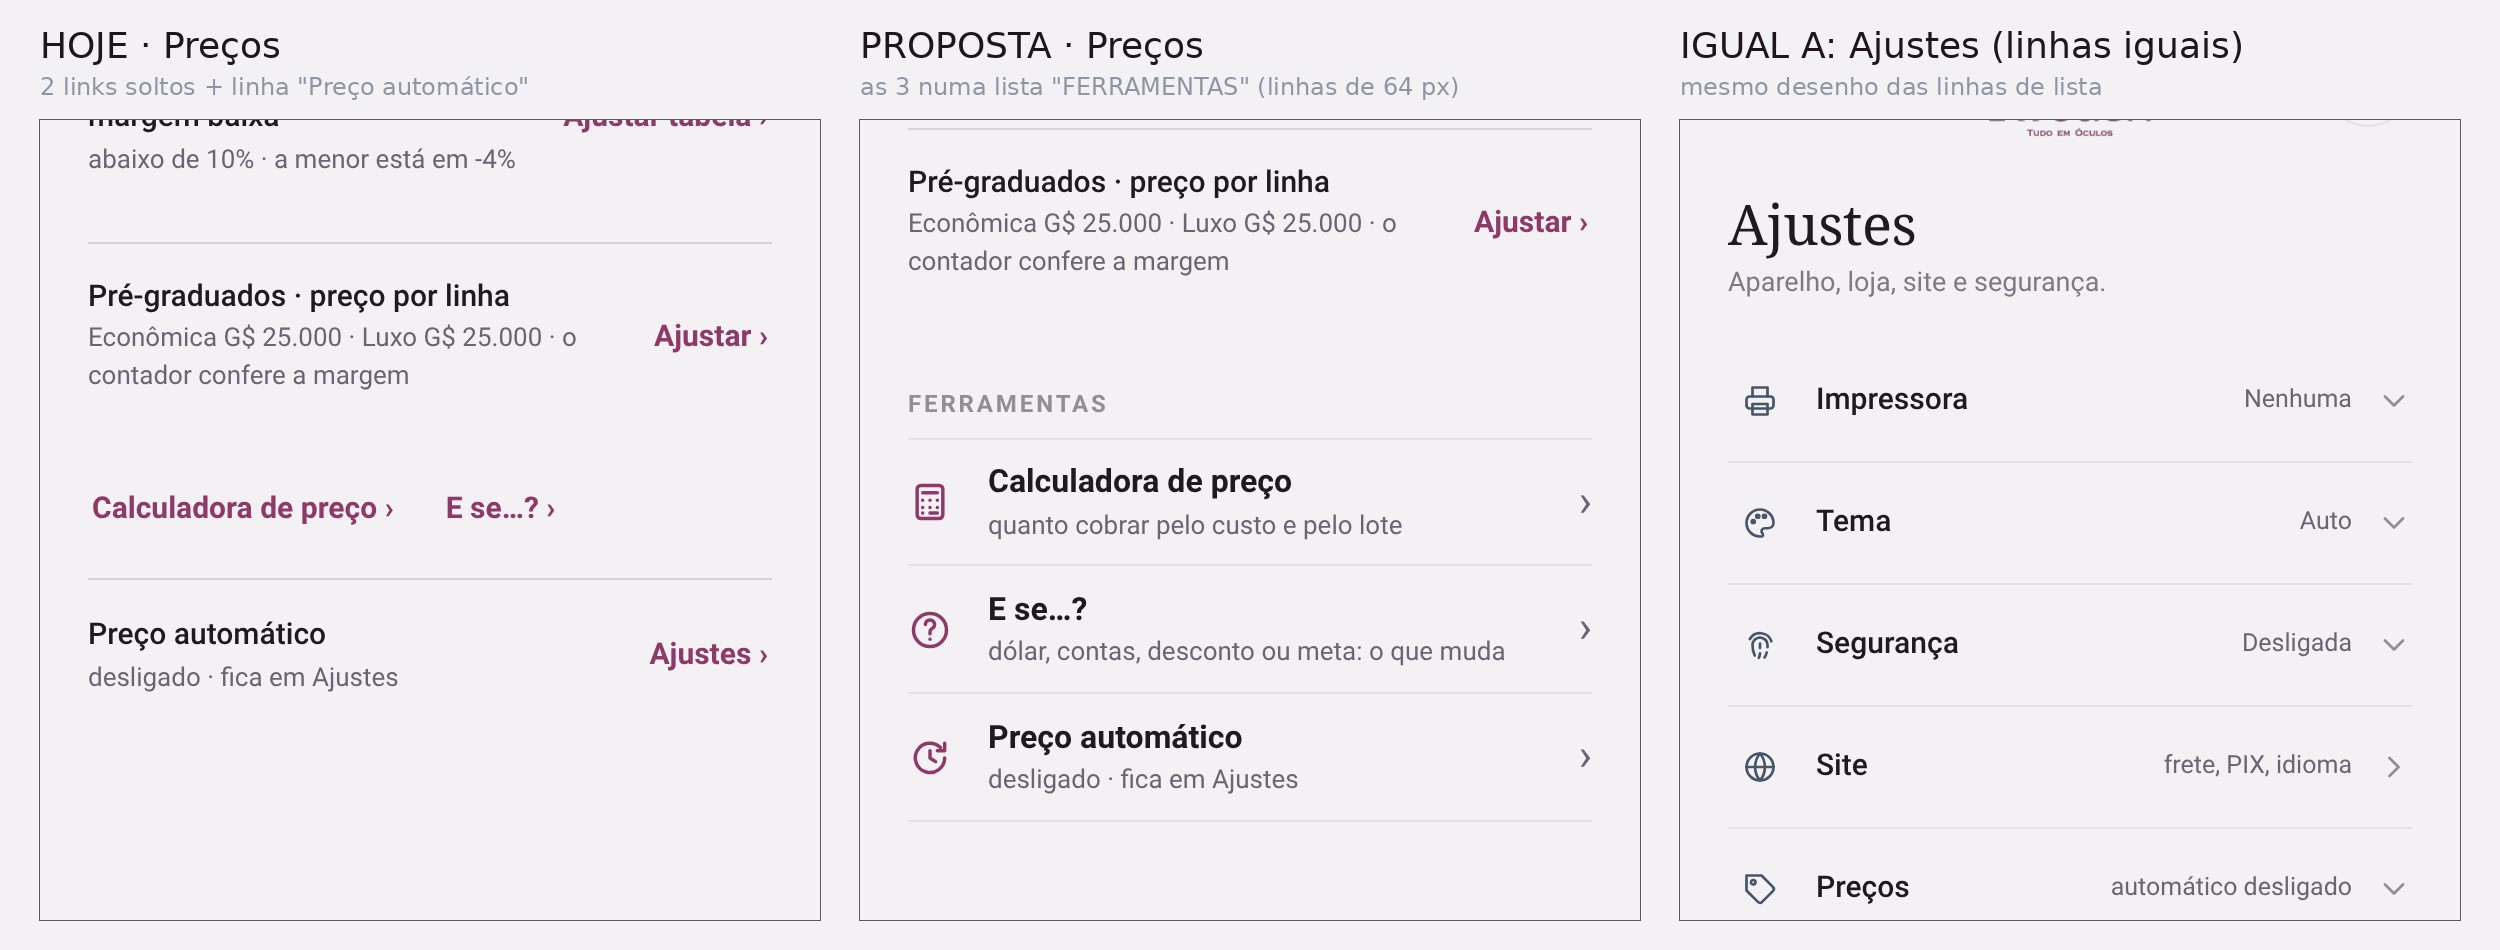 HOJE · Preços
2 links soltos + linha "Preço automático"
margem baixa
Ajustar tabela ›
abaixo de 10% · a menor está em -4%
Pré-graduados · preço por linha
Econômica G$ 25.000 · Luxo G$ 25.000 · o
contador confere a margem
Ajustar ›
Calculadora de preço ›
E se...? ›
Preço automático
desligado · fica em Ajustes
Ajustes ›
PROPOSTA · Preços
as 3 numa lista "FERRAMENTAS" (linhas de 64 px)
Pré-graduados · preço por linha
Econômica G$ 25.000 · Luxo G$ 25.000 · o
contador confere a margem
Ajustar ›
FERRAMENTAS
Calculadora de preço
quanto cobrar pelo custo e pelo lote
E se...?
dólar, contas, desconto ou meta: o que muda
Preço automático
desligado · fica em Ajustes
IGUAL A: Ajustes (linhas iguais)
mesmo desenho das linhas de lista
TUDO EM ÓCULOS
Ajustes
Aparelho, loja, site e segurança.
Impressora
Nenhuma
Tema
Auto
Segurança
Desligada
Site
frete, PIX, idioma
Preços
automático desligado